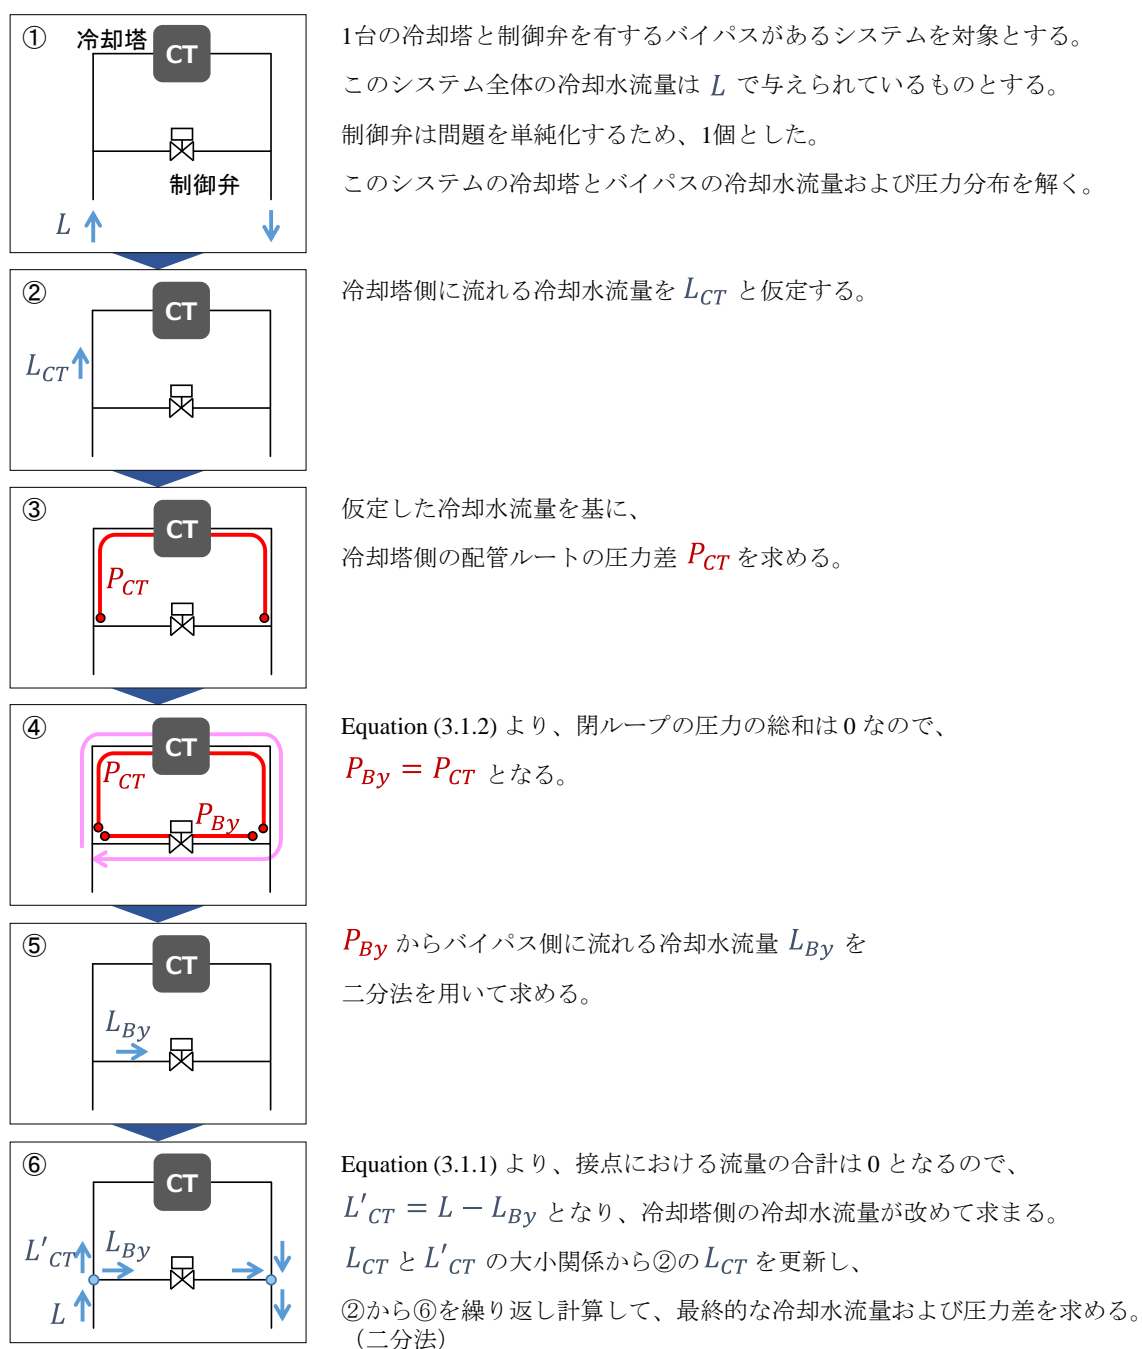 ①
冷却塔
CT
制御弁
L
1台の冷却塔と制御弁を有するバイパスがあるシステムを対象とする。
このシステム全体の冷却水流量は L で与えられているものとする。
制御弁は問題を単純化するため、1個とした。
このシステムの冷却塔とバイパスの冷却水流量および圧力分布を解く。
②
CT
L_CT
冷却塔側に流れる冷却水流量を L_CT と仮定する。
③
CT
P_CT
仮定した冷却水流量を基に、
冷却塔側の配管ルートの圧力差 P_CT を求める。
④
CT
P_CT
P_By
Equation (3.1.2) より、閉ループの圧力の総和は 0 なので、
P_By = P_CT となる。
⑤
CT
L_By
P_By からバイパス側に流れる冷却水流量 L_By を
二分法を用いて求める。
⑥
CT
L'_CT
L_By
L
Equation (3.1.1) より、接点における流量の合計は 0 となるので、
L'_CT = L − L_By となり、冷却塔側の冷却水流量が改めて求まる。
L_CT と L'_CT の大小関係から②の L_CT を更新し、
②から⑥を繰り返し計算して、最終的な冷却水流量および圧力差を求める。
（二分法）